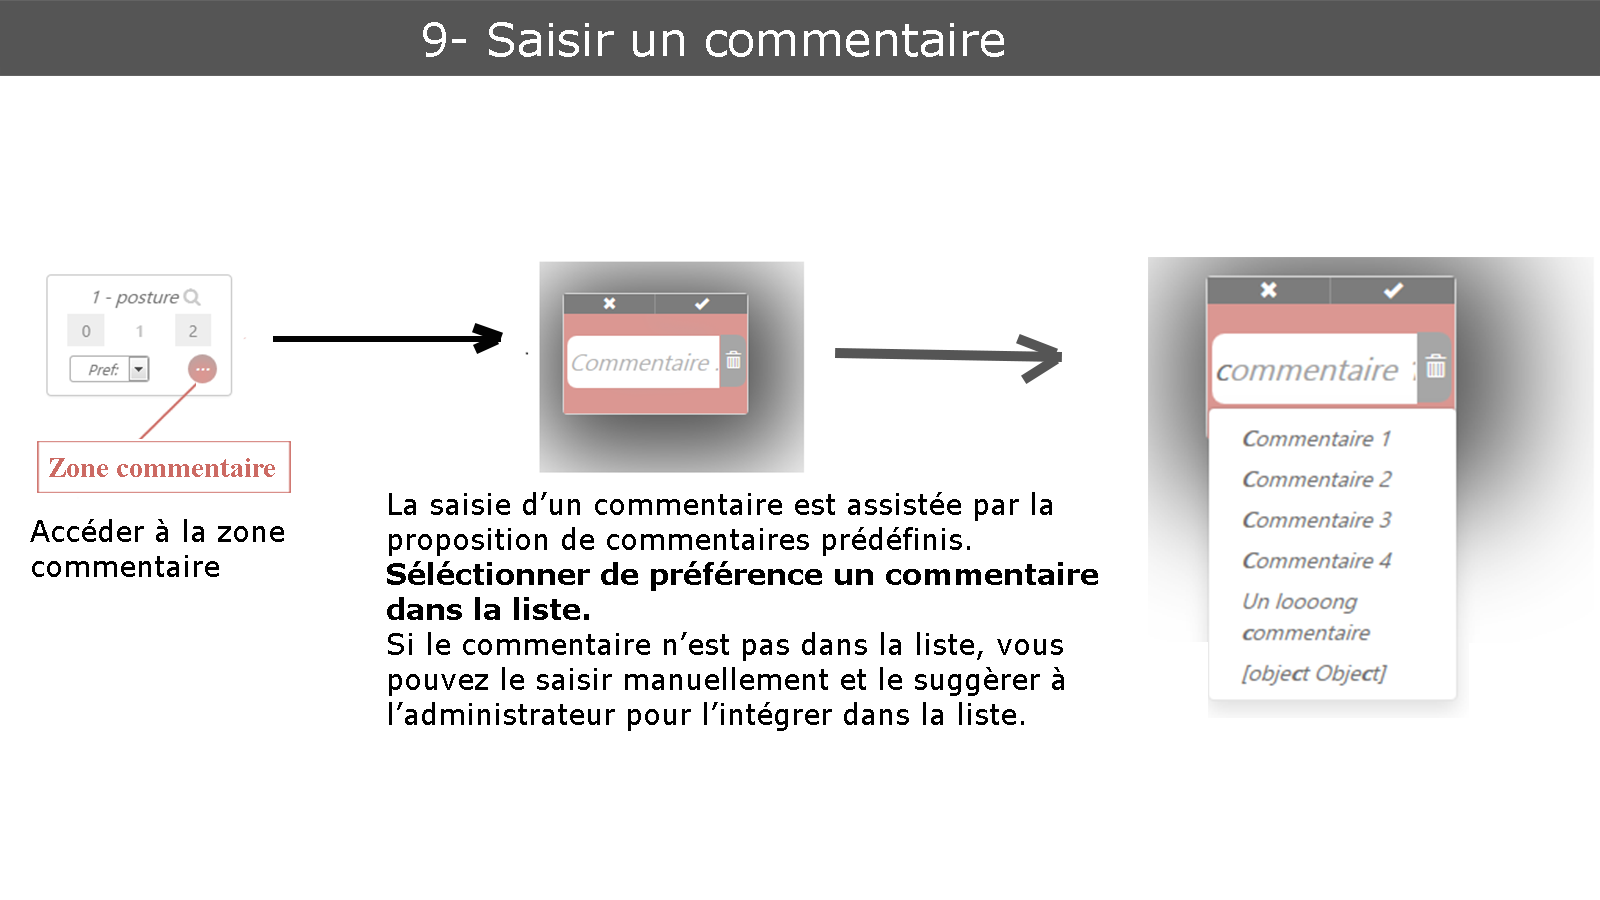 9- Saisir un commentaire
1 - posture
0 1 2
Pref:
Zone commentaire
Accéder à la zone
commentaire
Commentaire .
La saisie d’un commentaire est assistée par la
proposition de commentaires prédéfinis.
Séléctionner de préférence un commentaire
dans la liste.
Si le commentaire n’est pas dans la liste, vous
pouvez le saisir manuellement et le suggèrer à
l’administrateur pour l’intégrer dans la liste.
commentaire
Commentaire 1
Commentaire 2
Commentaire 3
Commentaire 4
Un loooong
commentaire
[object Object]